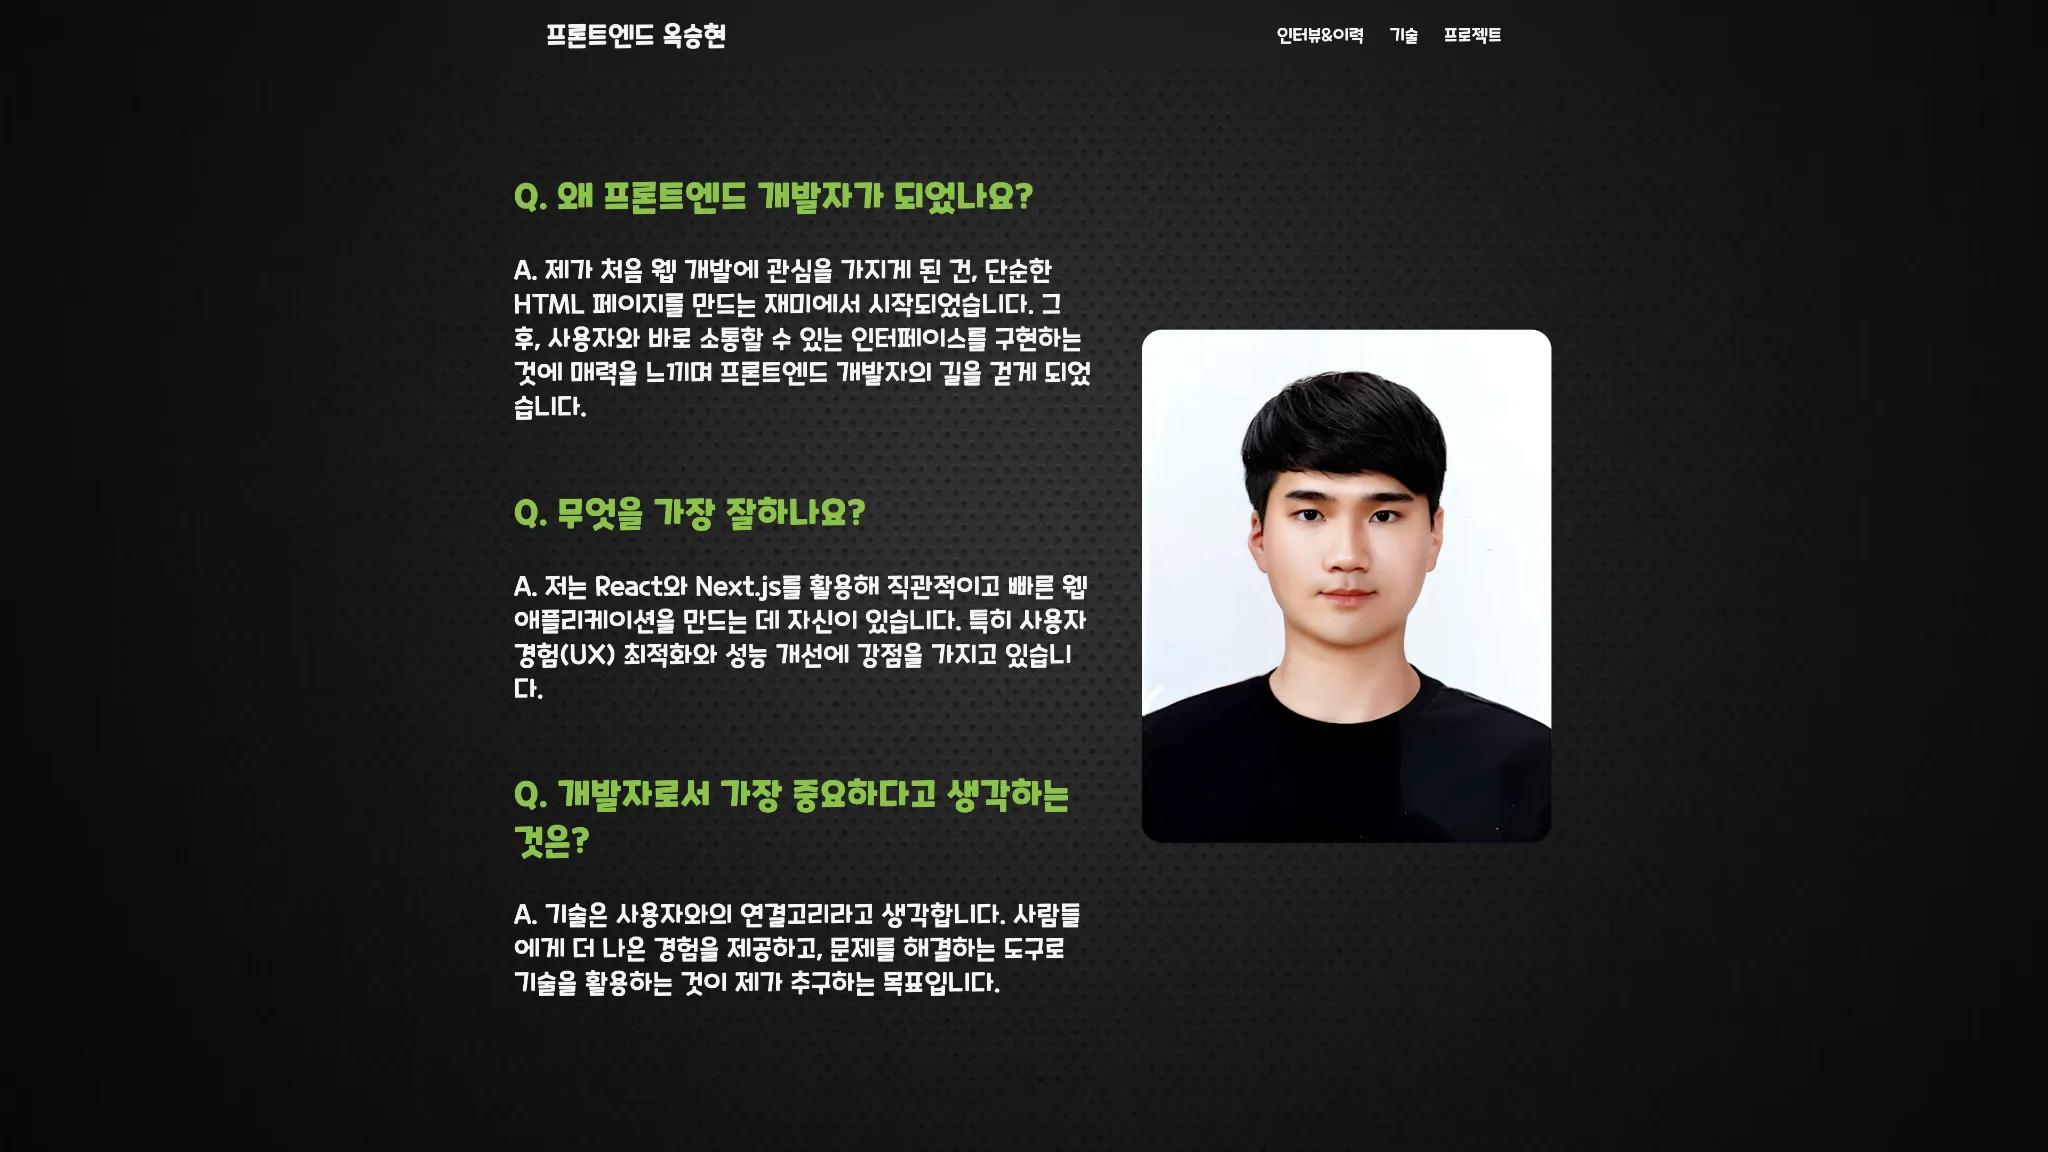 프론트엔드 옥승현
인터뷰&이력 기술 프로젝트
Q. 왜 프론트엔드 개발자가 되었나요?
A. 제가 처음 웹 개발에 관심을 가지게 된 건, 단순한
HTML 페이지를 만드는 재미에서 시작되었습니다. 그
후, 사용자와 바로 소통할 수 있는 인터페이스를 구현하는
것에 매력을 느끼며 프론트엔드 개발자의 길을 걷게 되었
습니다.
Q. 무엇을 가장 잘하나요?
A. 저는 React와 Next.js를 활용해 직관적이고 빠른 웹
애플리케이션을 만드는 데 자신이 있습니다. 특히 사용자
경험(UX) 최적화와 성능 개선에 강점을 가지고 있습니
다.
Q. 개발자로서 가장 중요하다고 생각하는
것은?
A. 기술은 사용자와의 연결고리라고 생각합니다. 사람들
에게 더 나은 경험을 제공하고, 문제를 해결하는 도구로
기술을 활용하는 것이 제가 추구하는 목표입니다.